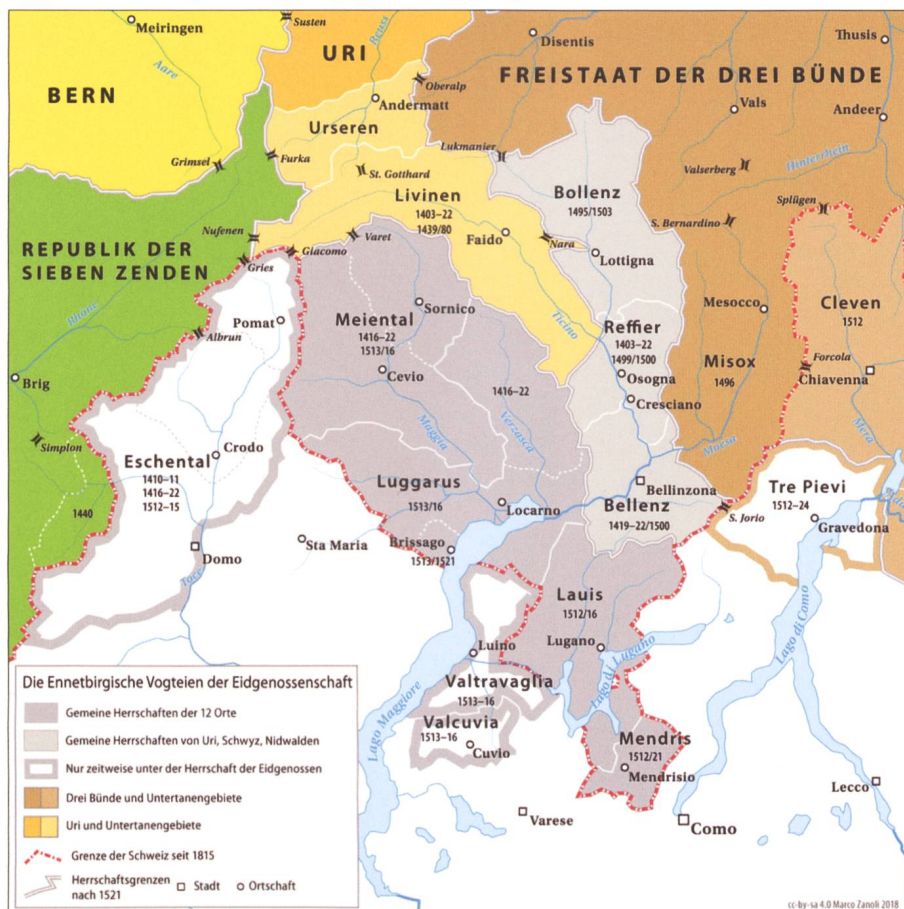 Meiringen
Susten
Reuss
Disentis
Thusis
URI
Aare
Oberalp
FREISTAAT DER DREI BÜNDE
BERN
Andermatt
Vals
Andeer
Urseren
Lukmanier
Grimsel
Furka
St. Gotthard
Valserberg
Hinterrhein
Livinen
1403–22
1439/80
Bollenz
1495/1503
Splügen
S. Bernardino
Nufenen
Varet
Faido
Nara
REPUBLIK DER
SIEBEN ZENDEN
Giacomo
Gries
Lottigna
Rhone
Sornico
Ticino
Mesocco
Cleven
1512
Pomat
Meiental
1416–22
1513/16
Reffier
1403–22
1499/1500
Albrun
Misox
1496
Forcola
Brig
Cevio
1416–22
Osogna
Chiavenna
Cresciano
Maggia
Verzasca
Moesa
Mera
Simplon
Crodo
Eschental
1410–11
1416–22
1512–15
Luggarus
1513/16
Bellinzona
Tre Pievi
1512–24
1440
Locarno
Bellenz
1419–22/1500
S. Jorio
Gravedona
Domo
Sta Maria
Brissago
1513/1521
Toce
Lauis
1512/16
Lago di Como
Luino
Lugano
Lago di Lugano
Valtravaglia
1513–16
Lago Maggiore
Valcuvia
1513–16
Cuvio
Mendris
1512/21
Mendrisio
Lecco
Varese
Como
Die Ennetbirgische Vogteien der Eidgenossenschaft
Gemeine Herrschaften der 12 Orte
Gemeine Herrschaften von Uri, Schwyz, Nidwalden
Nur zeitweise unter der Herrschaft der Eidgenossen
Drei Bünde und Untertanengebiete
Uri und Untertanengebiete
Grenze der Schweiz seit 1815
Herrschaftsgrenzen
nach 1521
Stadt
Ortschaft
cc-by-sa 4.0 Marco Zanoli 2018